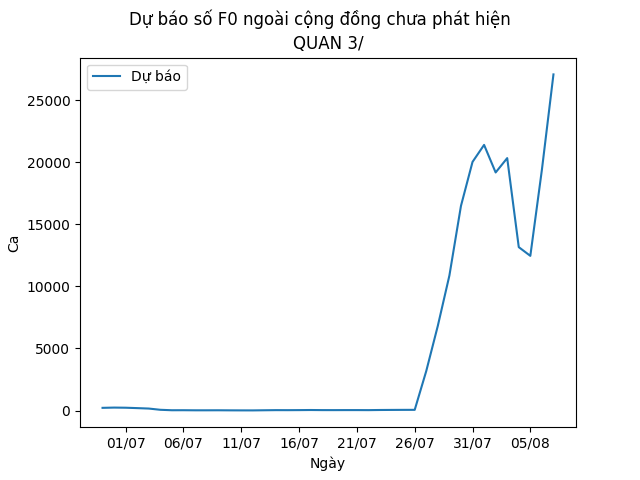 Dự báo số F0 ngoài cộng đồng chưa phát hiện
QUAN 3/
Dự báo
Ca
25000
20000
15000
10000
5000
0
01/07 06/07 11/07 16/07 21/07 26/07 31/07 05/08
Ngày